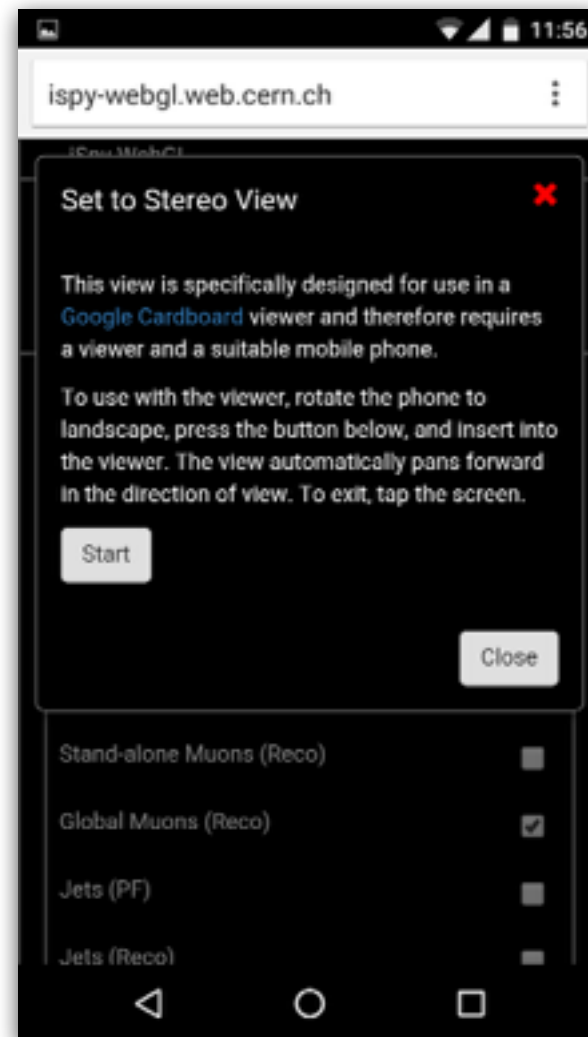 11:56
ispy-webgl.web.cern.ch
iSpy WebGL
Set to Stereo View
This view is specifically designed for use in a
Google Cardboard viewer and therefore requires
a viewer and a suitable mobile phone.
To use with the viewer, rotate the phone to
landscape, press the button below, and insert into
the viewer. The view automatically pans forward
in the direction of view. To exit, tap the screen.
Start
Close
Stand-alone Muons (Reco)
Global Muons (Reco)
Jets (PF)
Jets (Reco)